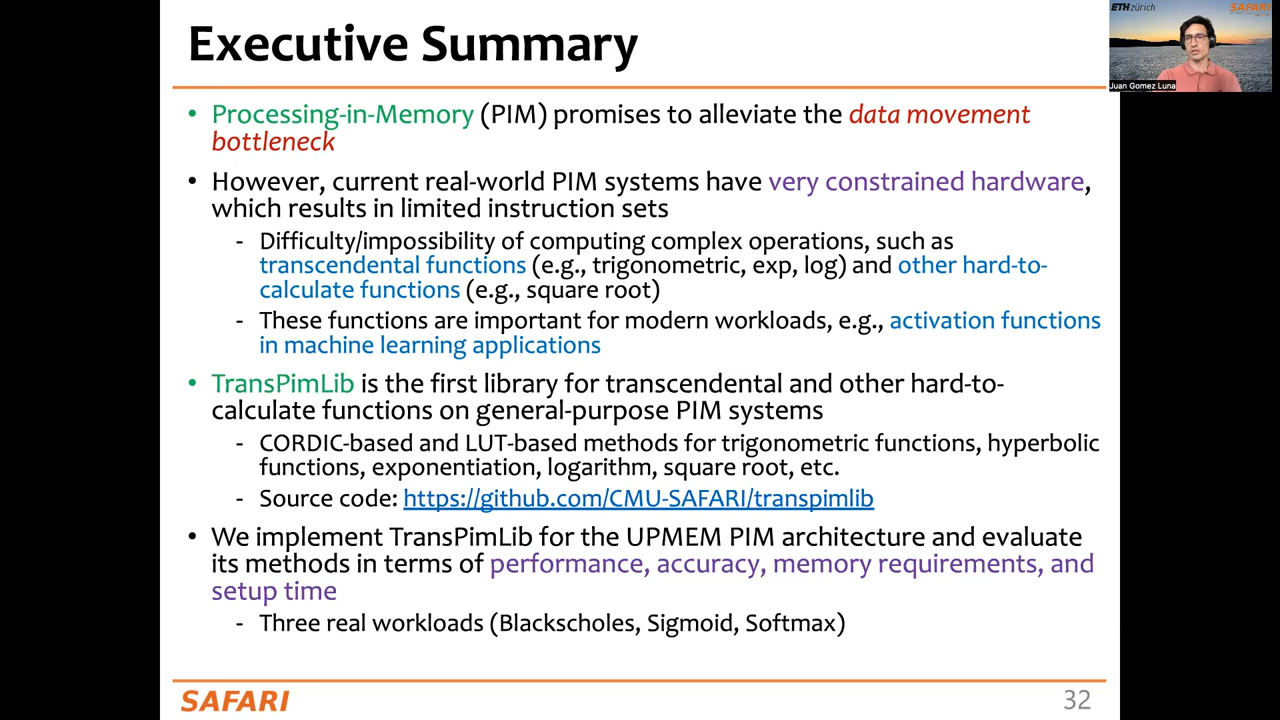 Executive Summary
ETH zürich
SAFARI
Juan Gomez Luna
• Processing-in-Memory (PIM) promises to alleviate the data movement
bottleneck
• However, current real-world PIM systems have very constrained hardware,
which results in limited instruction sets
- Difficulty/impossibility of computing complex operations, such as
transcendental functions (e.g., trigonometric, exp, log) and other hard-to-
calculate functions (e.g., square root)
- These functions are important for modern workloads, e.g., activation functions
in machine learning applications
• TransPimLib is the first library for transcendental and other hard-to-
calculate functions on general-purpose PIM systems
- CORDIC-based and LUT-based methods for trigonometric functions, hyperbolic
functions, exponentiation, logarithm, square root, etc.
- Source code: https://github.com/CMU-SAFARI/transpimlib
• We implement TransPimLib for the UPMEM PIM architecture and evaluate
its methods in terms of performance, accuracy, memory requirements, and
setup time
- Three real workloads (Blackscholes, Sigmoid, Softmax)
SAFARI
32